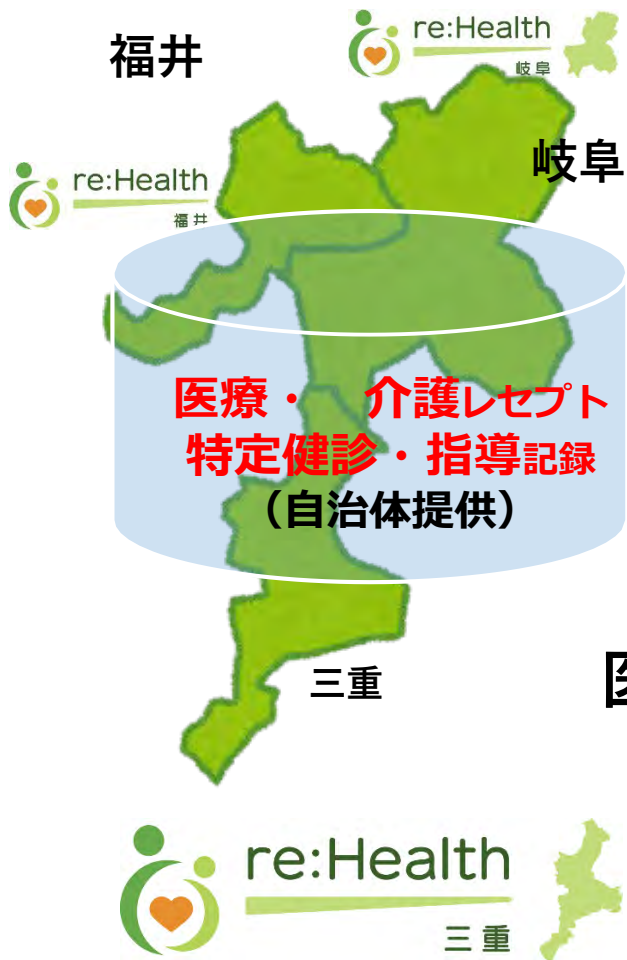 福井
re:Health
岐阜
岐阜
re:Health
福井
医療・ 介護レセプト
特定健診・指導記録
（自治体提供）
三重
re:Health
三重